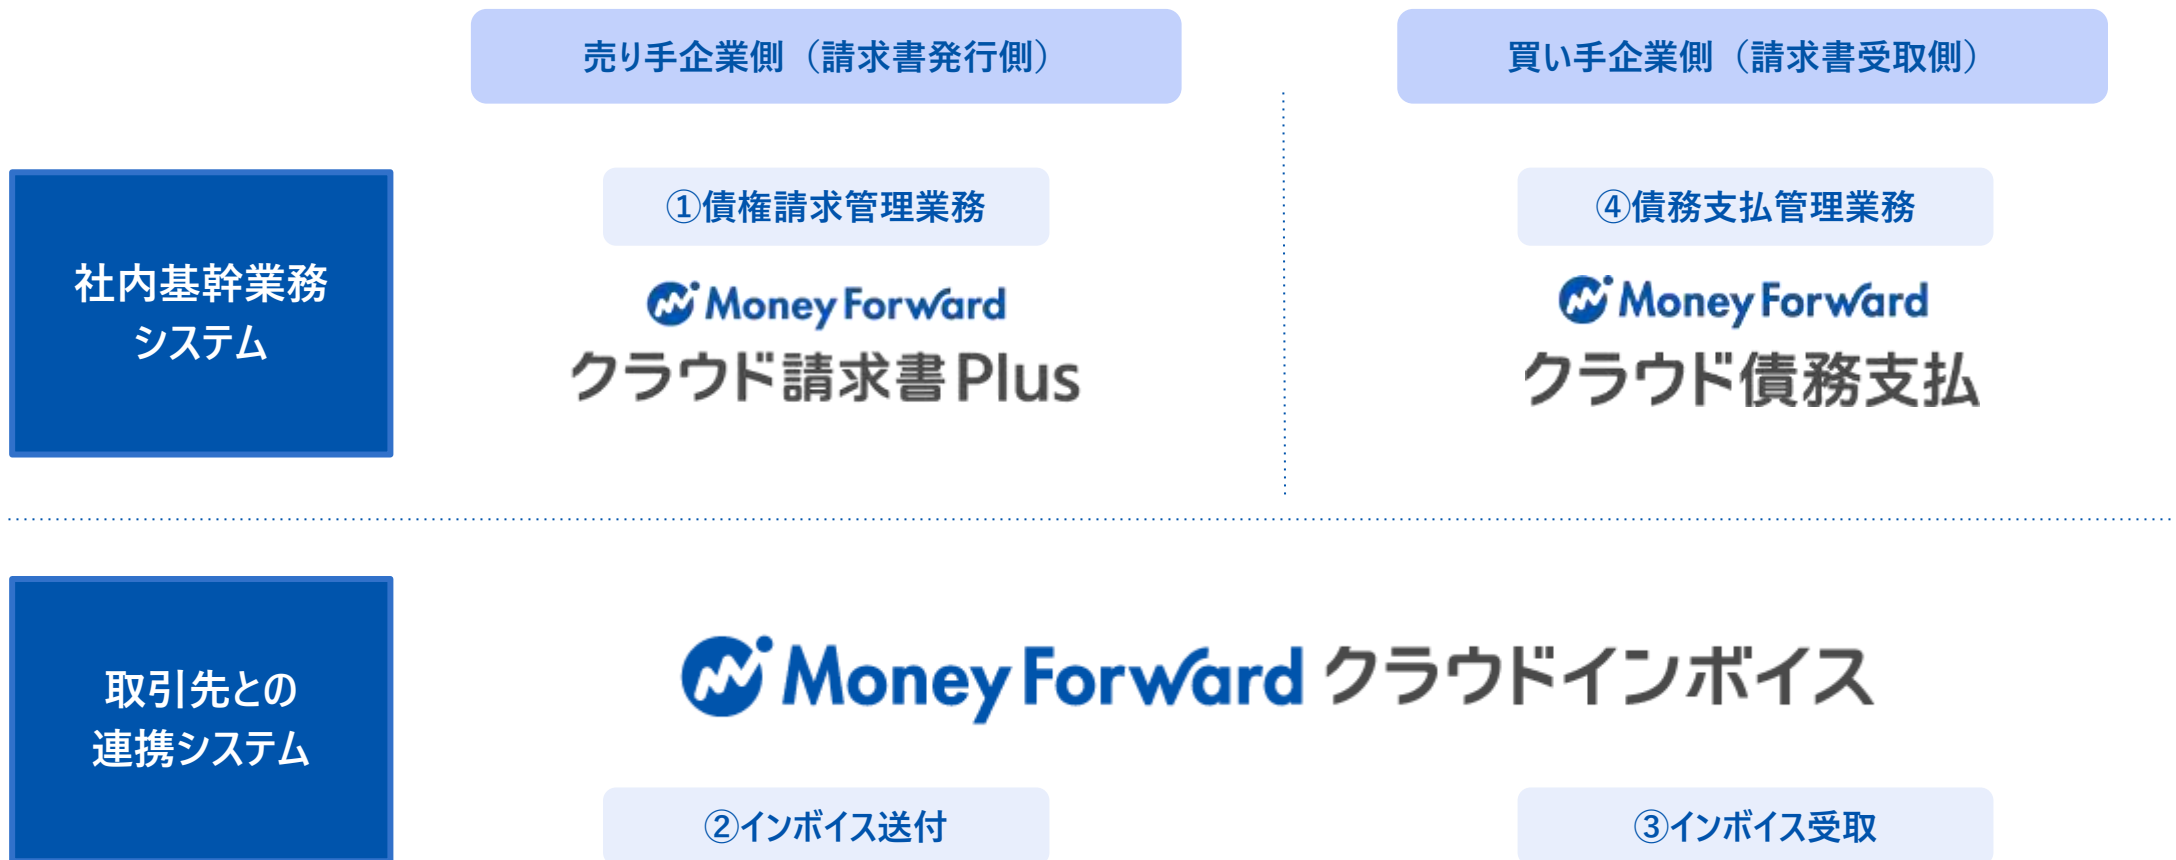 売り手企業側（請求書発行側）
買い手企業側（請求書受取側）
社内基幹業務
システム
①債権請求管理業務
Money Forward
クラウド請求書Plus
④債務支払管理業務
Money Forward
クラウド債務支払
取引先との
連携システム
Money Forward クラウドインボイス
②インボイス送付
③インボイス受取